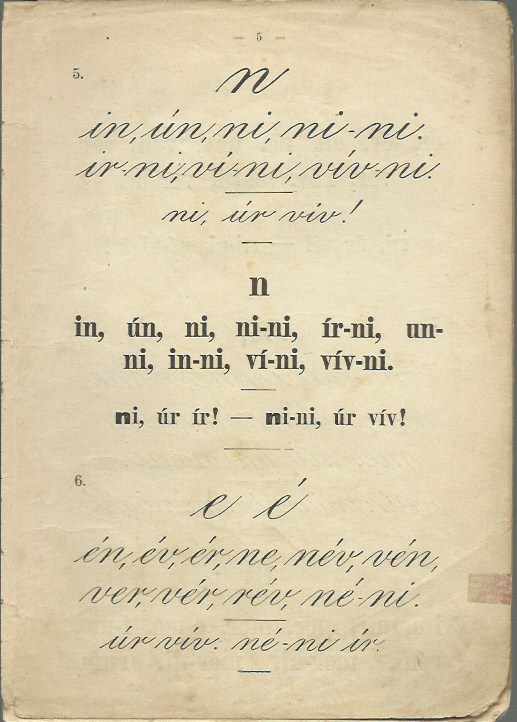 — 5 —
5.
n
in, ún, ni, ni-ni.
ír-ni, ví-ni, vív-ni.
ni, úr vív!
n
in, ún, ni, ni-ni, ír-ni, un-
ni, in-ni, ví-ni, vív-ni.
ni, úr ír! — ni-ni, úr vív!
6.
e é
én, év, ér, ne, név, vén,
ver, vér, rév, né-ni.
úr vív. né-ni ír.